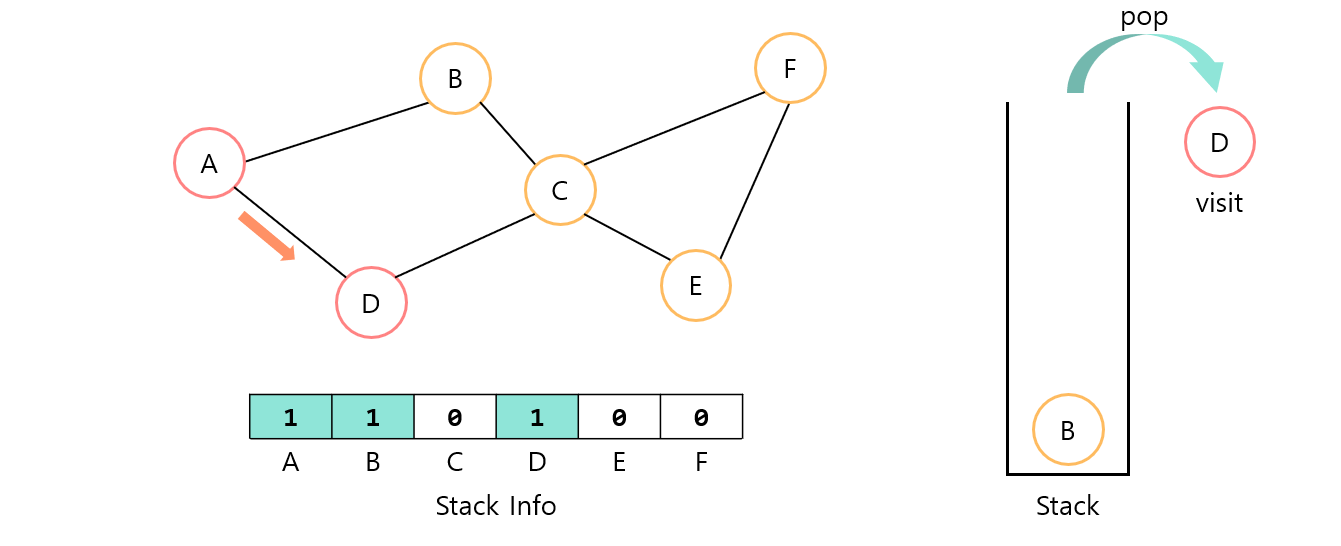 pop
B
F
A
C
D
visit
D
E
1 1 0 1 0 0
A B C D E F
B
Stack Info
Stack